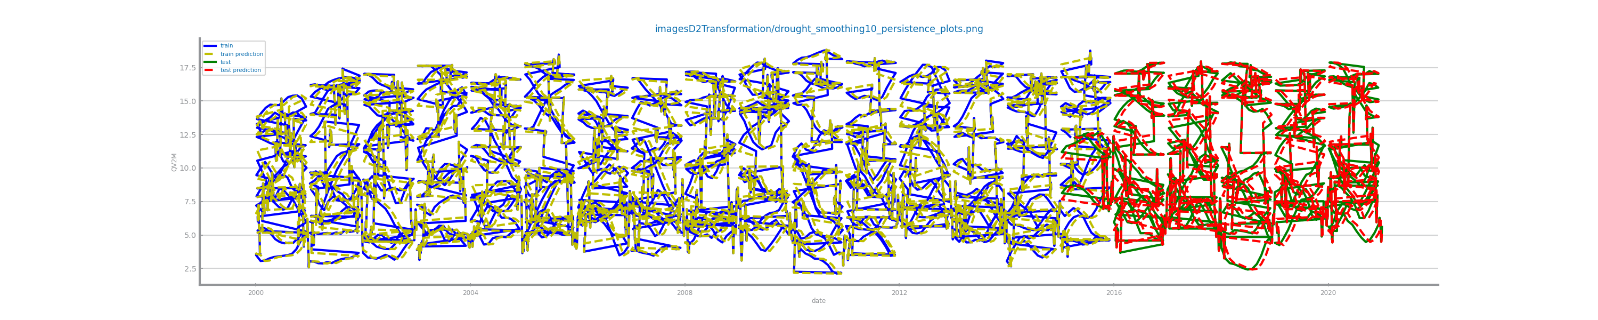 imagesD2Transformation/drought_smoothing10_persistence_plots.png
train
train prediction
test
test prediction
17.5
15.0
12.5
10.0
7.5
5.0
2.5
QV2M
2000
2004
2008
2012
2016
2020
date